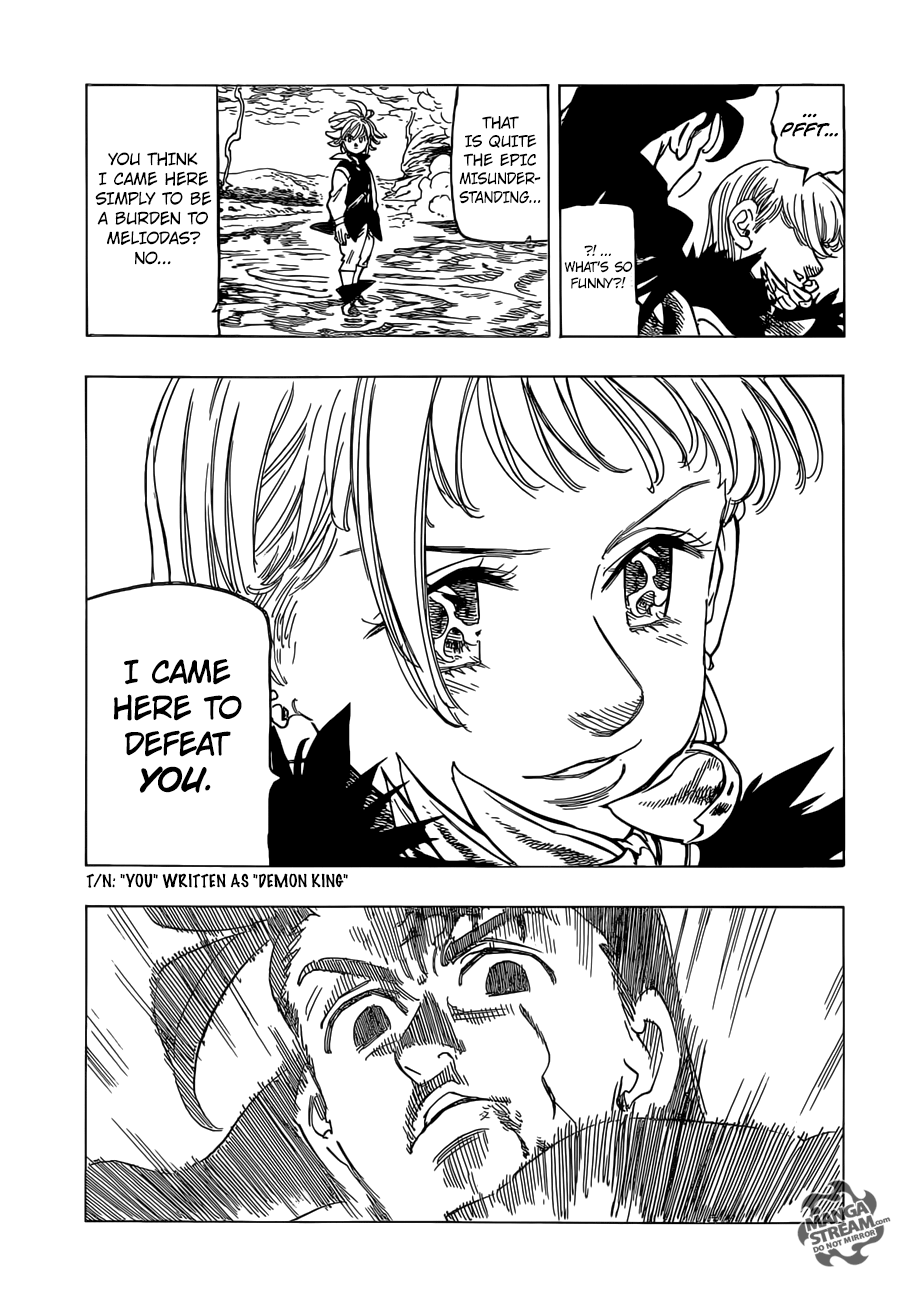 ...
PFFT...
?! ...
WHAT'S SO
FUNNY?!
THAT
IS QUITE
THE EPIC
MISUNDER-
STANDING...
YOU THINK
I CAME HERE
SIMPLY TO BE
A BURDEN TO
MELIODAS?
NO...
I CAME
HERE TO
DEFEAT
YOU.
T/N: "YOU" WRITTEN AS "DEMON KING"
MANGA
STREAM.com
DO NOT MIRROR